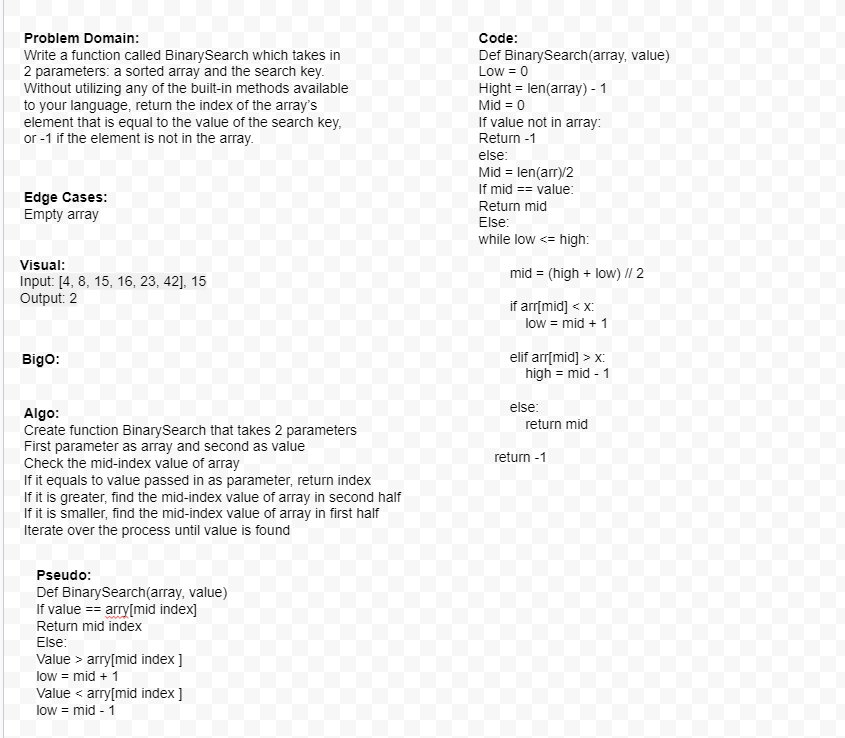 Problem Domain:
Write a function called BinarySearch which takes in
2 parameters: a sorted array and the search key.
Without utilizing any of the built-in methods available
to your language, return the index of the array's
element that is equal to the value of the search key,
or -1 if the element is not in the array.
Edge Cases:
Empty array
Visual:
Input: [4, 8, 15, 16, 23, 42], 15
Output: 2
BigO:
Algo:
Create function BinarySearch that takes 2 parameters
First parameter as array and second as value
Check the mid-index value of array
If it equals to value passed in as parameter, return index
If it is greater, find the mid-index value of array in second half
If it is smaller, find the mid-index value of array in first half
Iterate over the process until value is found
Pseudo:
Def BinarySearch(array, value)
If value == arry[mid index]
Return mid index
Else:
Value > arry[mid index ]
low = mid + 1
Value < arry[mid index ]
low = mid - 1
Code:
Def BinarySearch(array, value)
Low = 0
Hight = len(array) - 1
Mid = 0
If value not in array:
Return -1
else:
Mid = len(arr)/2
If mid == value:
Return mid
Else:
while low <= high:
mid = (high + low) // 2
if arr[mid] < x:
low = mid + 1
elif arr[mid] > x:
high = mid - 1
else:
return mid
return -1